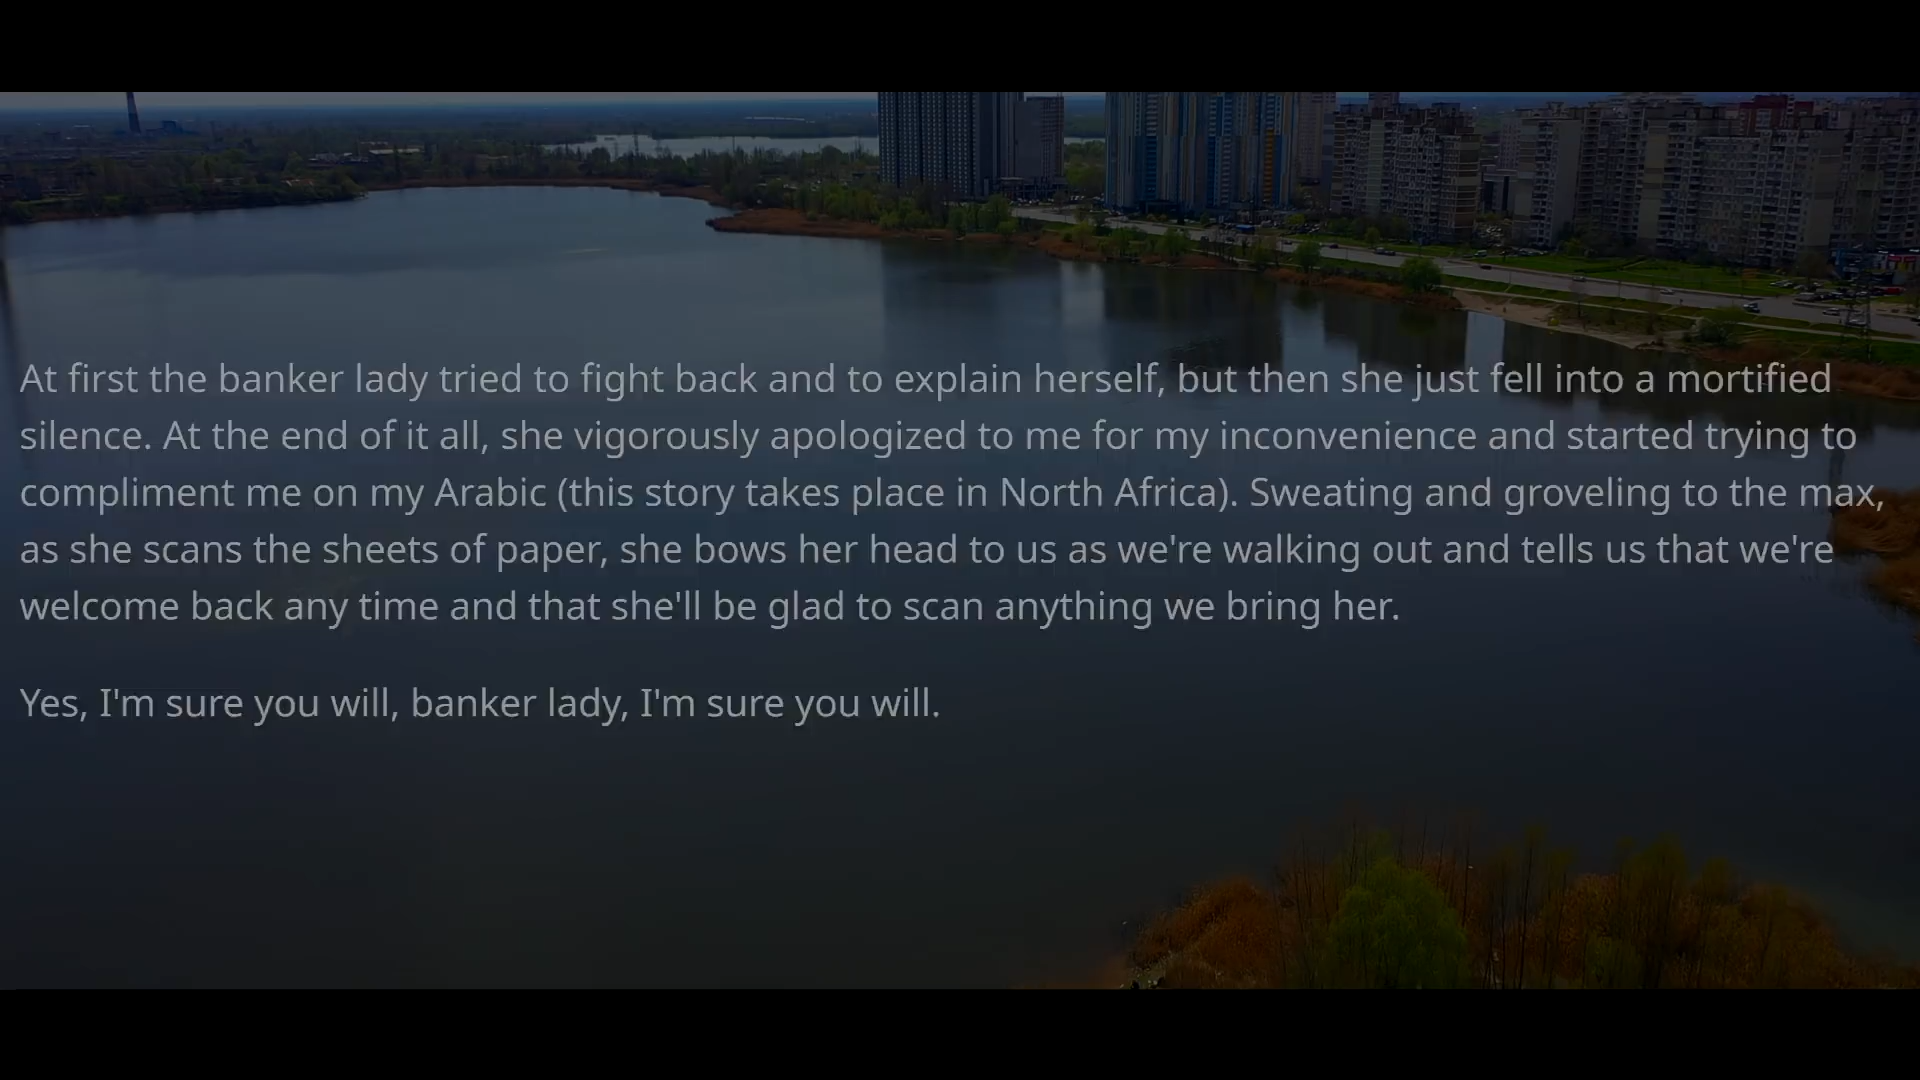 At first the banker lady tried to fight back and to explain herself, but then she just fell into a mortified
silence. At the end of it all, she vigorously apologized to me for my inconvenience and started trying to
compliment me on my Arabic (this story takes place in North Africa). Sweating and groveling to the max,
as she scans the sheets of paper, she bows her head to us as we're walking out and tells us that we're
welcome back any time and that she'll be glad to scan anything we bring her.
Yes, I'm sure you will, banker lady, I'm sure you will.